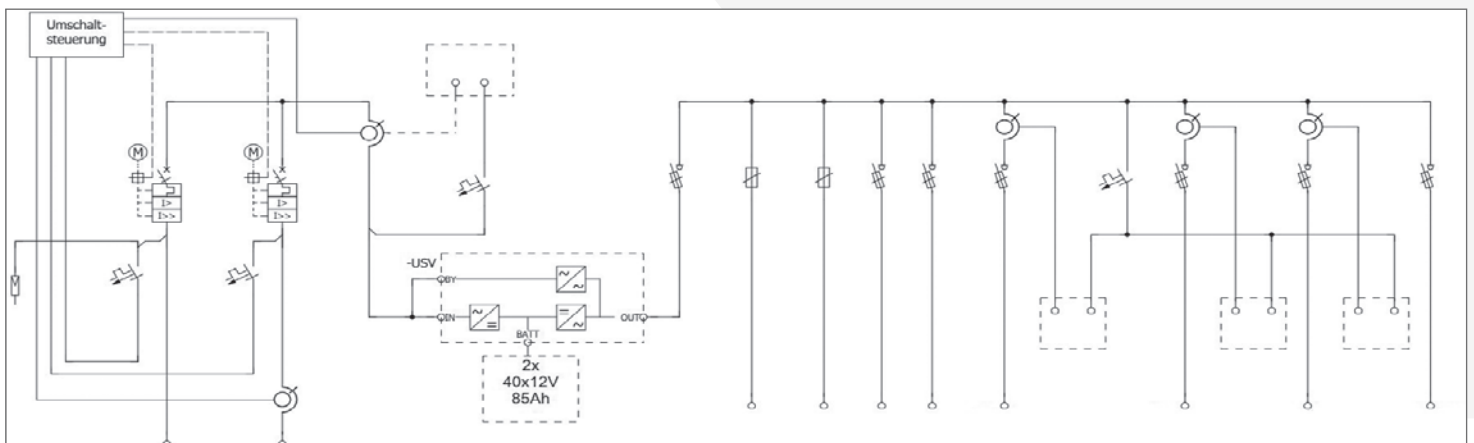 Umschalt-
steuerung
M
M
I>
I>>
I>
I>>
-USV
BY
IN
BATT
OUT
2x
40x12V
85Ah